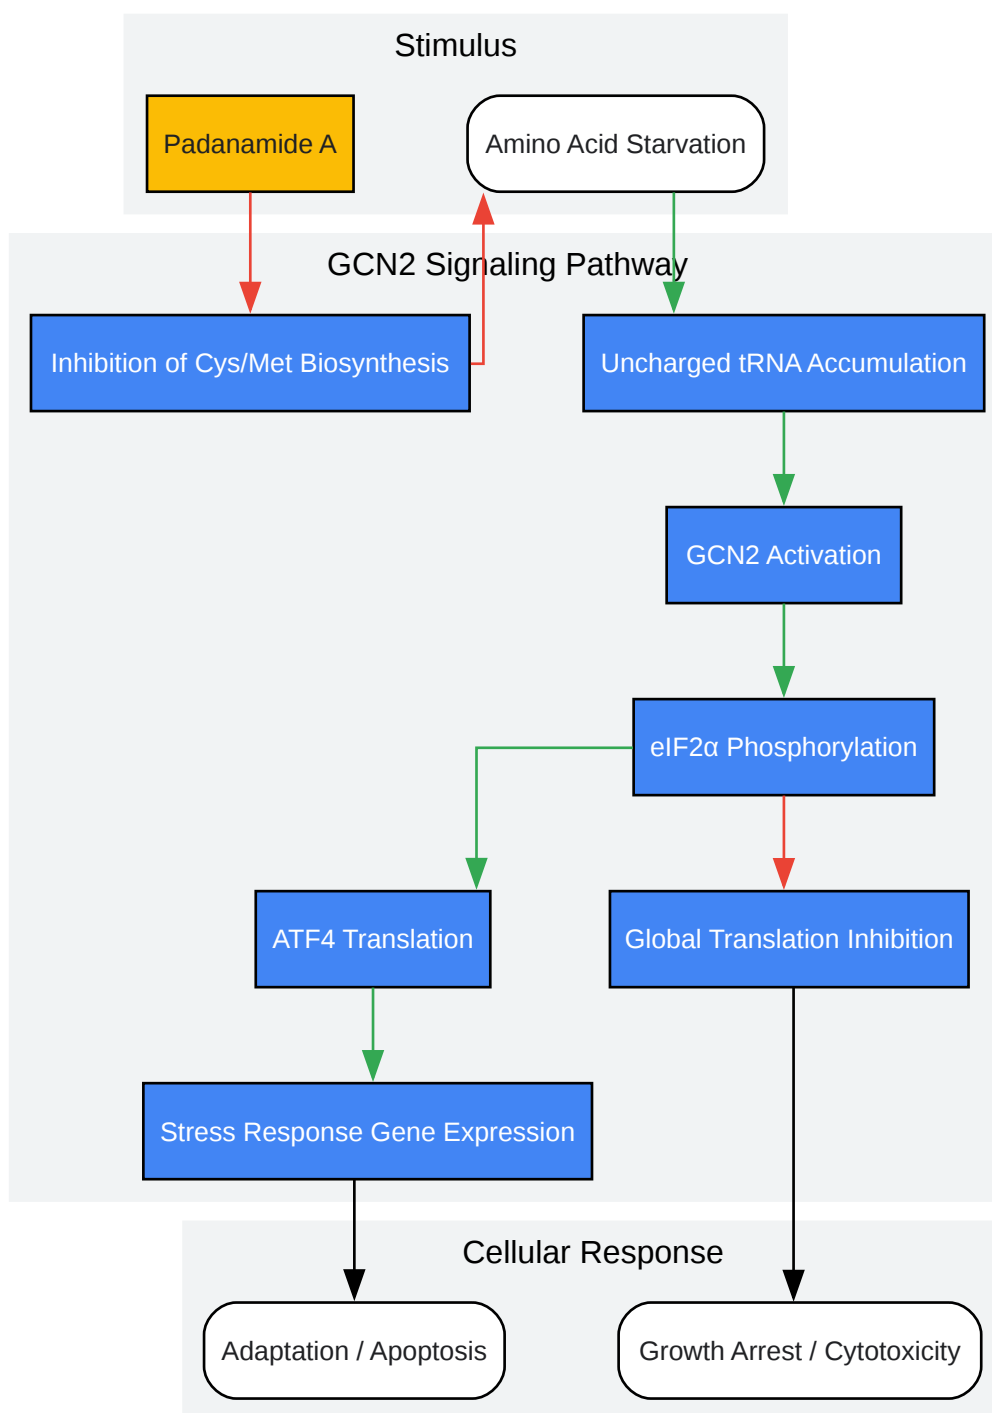 Stimulus
Padanamide A
Amino Acid Starvation
GCN2 Signaling Pathway
Inhibition of Cys/Met Biosynthesis
Uncharged tRNA Accumulation
GCN2 Activation
eIF2α Phosphorylation
ATF4 Translation
Global Translation Inhibition
Stress Response Gene Expression
Cellular Response
Adaptation / Apoptosis
Growth Arrest / Cytotoxicity